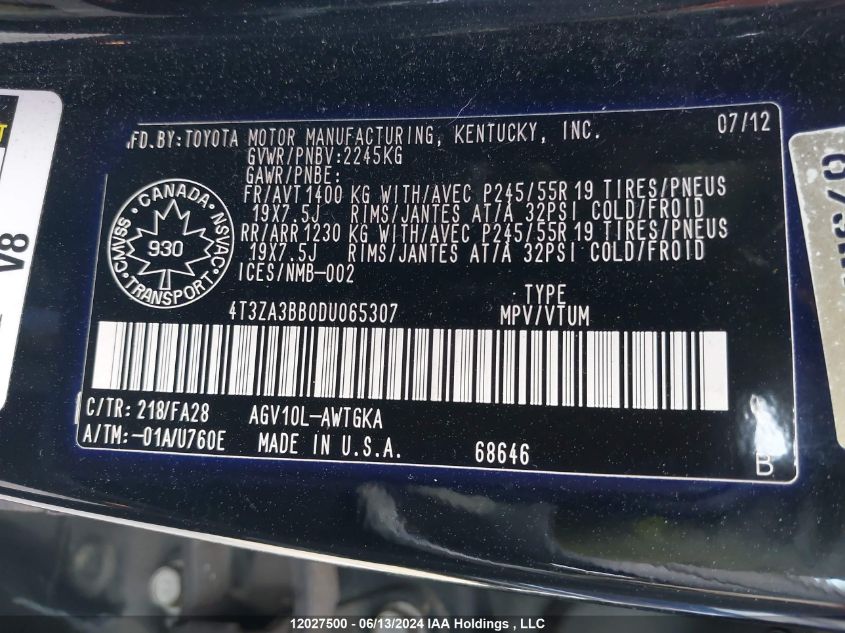 MFD.BY:TOYOTA MOTOR MANUFACTURING, KENTUCKY, INC. 07/12
GVWR/PNBV:2245KG
GAWR/PNBE:
FR/AVT1400 KG WITH/AVEC P245/55R19 TIRES/PNEUS
19X7.5J RIMS/JANTES AT/A 32PSI COLD/FROID
RR/ARR1230 KG WITH/AVEC P245/55R19 TIRES/PNEUS
19X7.5J RIMS/JANTES AT/A 32PSI COLD/FROID
ICES/NMB-002
CANADA
CMVSS 930 NSVAC
TRANSPORT
4T3ZA3BB0DU065307
TYPE
MPV/VTUM
C/TR: 218/FA28 AGV10L-AWTGKA
A/TM:-01A/U760E MADE IN U.S.A. 68646
B
V8
12027500 - 06/13/2024 IAA Holdings , LLC